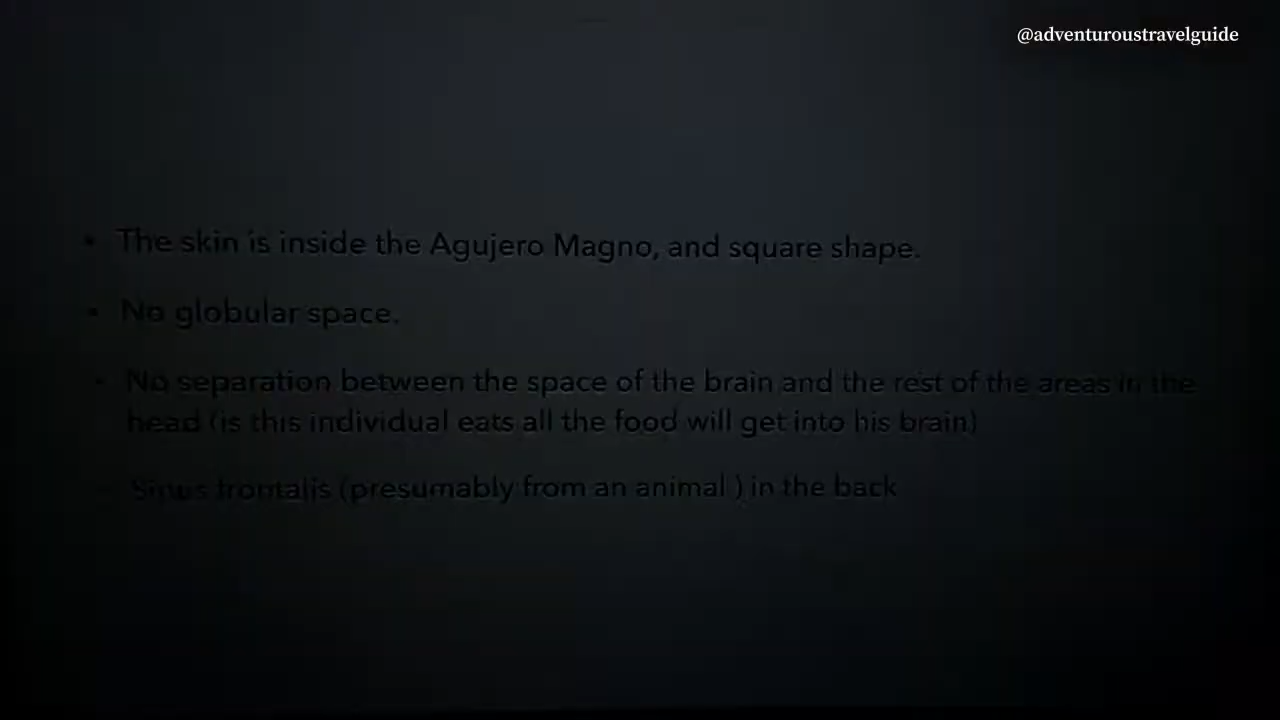 @adventuroustravelguide
• The skin is inside the Agujero Magno, and square shape.
• No globular space.
• No separation between the space of the brain and the rest of the areas in the
head (is this individual eats all the food will get into his brain)
• Sinus frontalis (presumably from an animal ) in the back